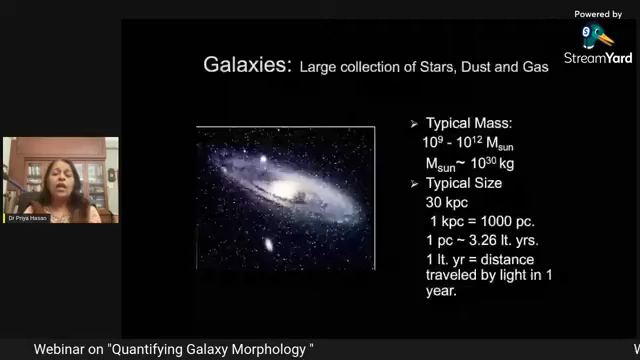 Powered by
StreamYard
Galaxies: Large collection of Stars, Dust and Gas
➢ Typical Mass:
10⁹ - 10¹² Msun
Msun~ 10³⁰ kg
➢ Typical Size
30 kpc
1 kpc = 1000 pc.
1 pc ~ 3.26 lt. yrs.
1 lt. yr = distance
traveled by light in 1
year.
Dr Priya Hasan
Webinar on "Quantifying Galaxy Morphology "
W